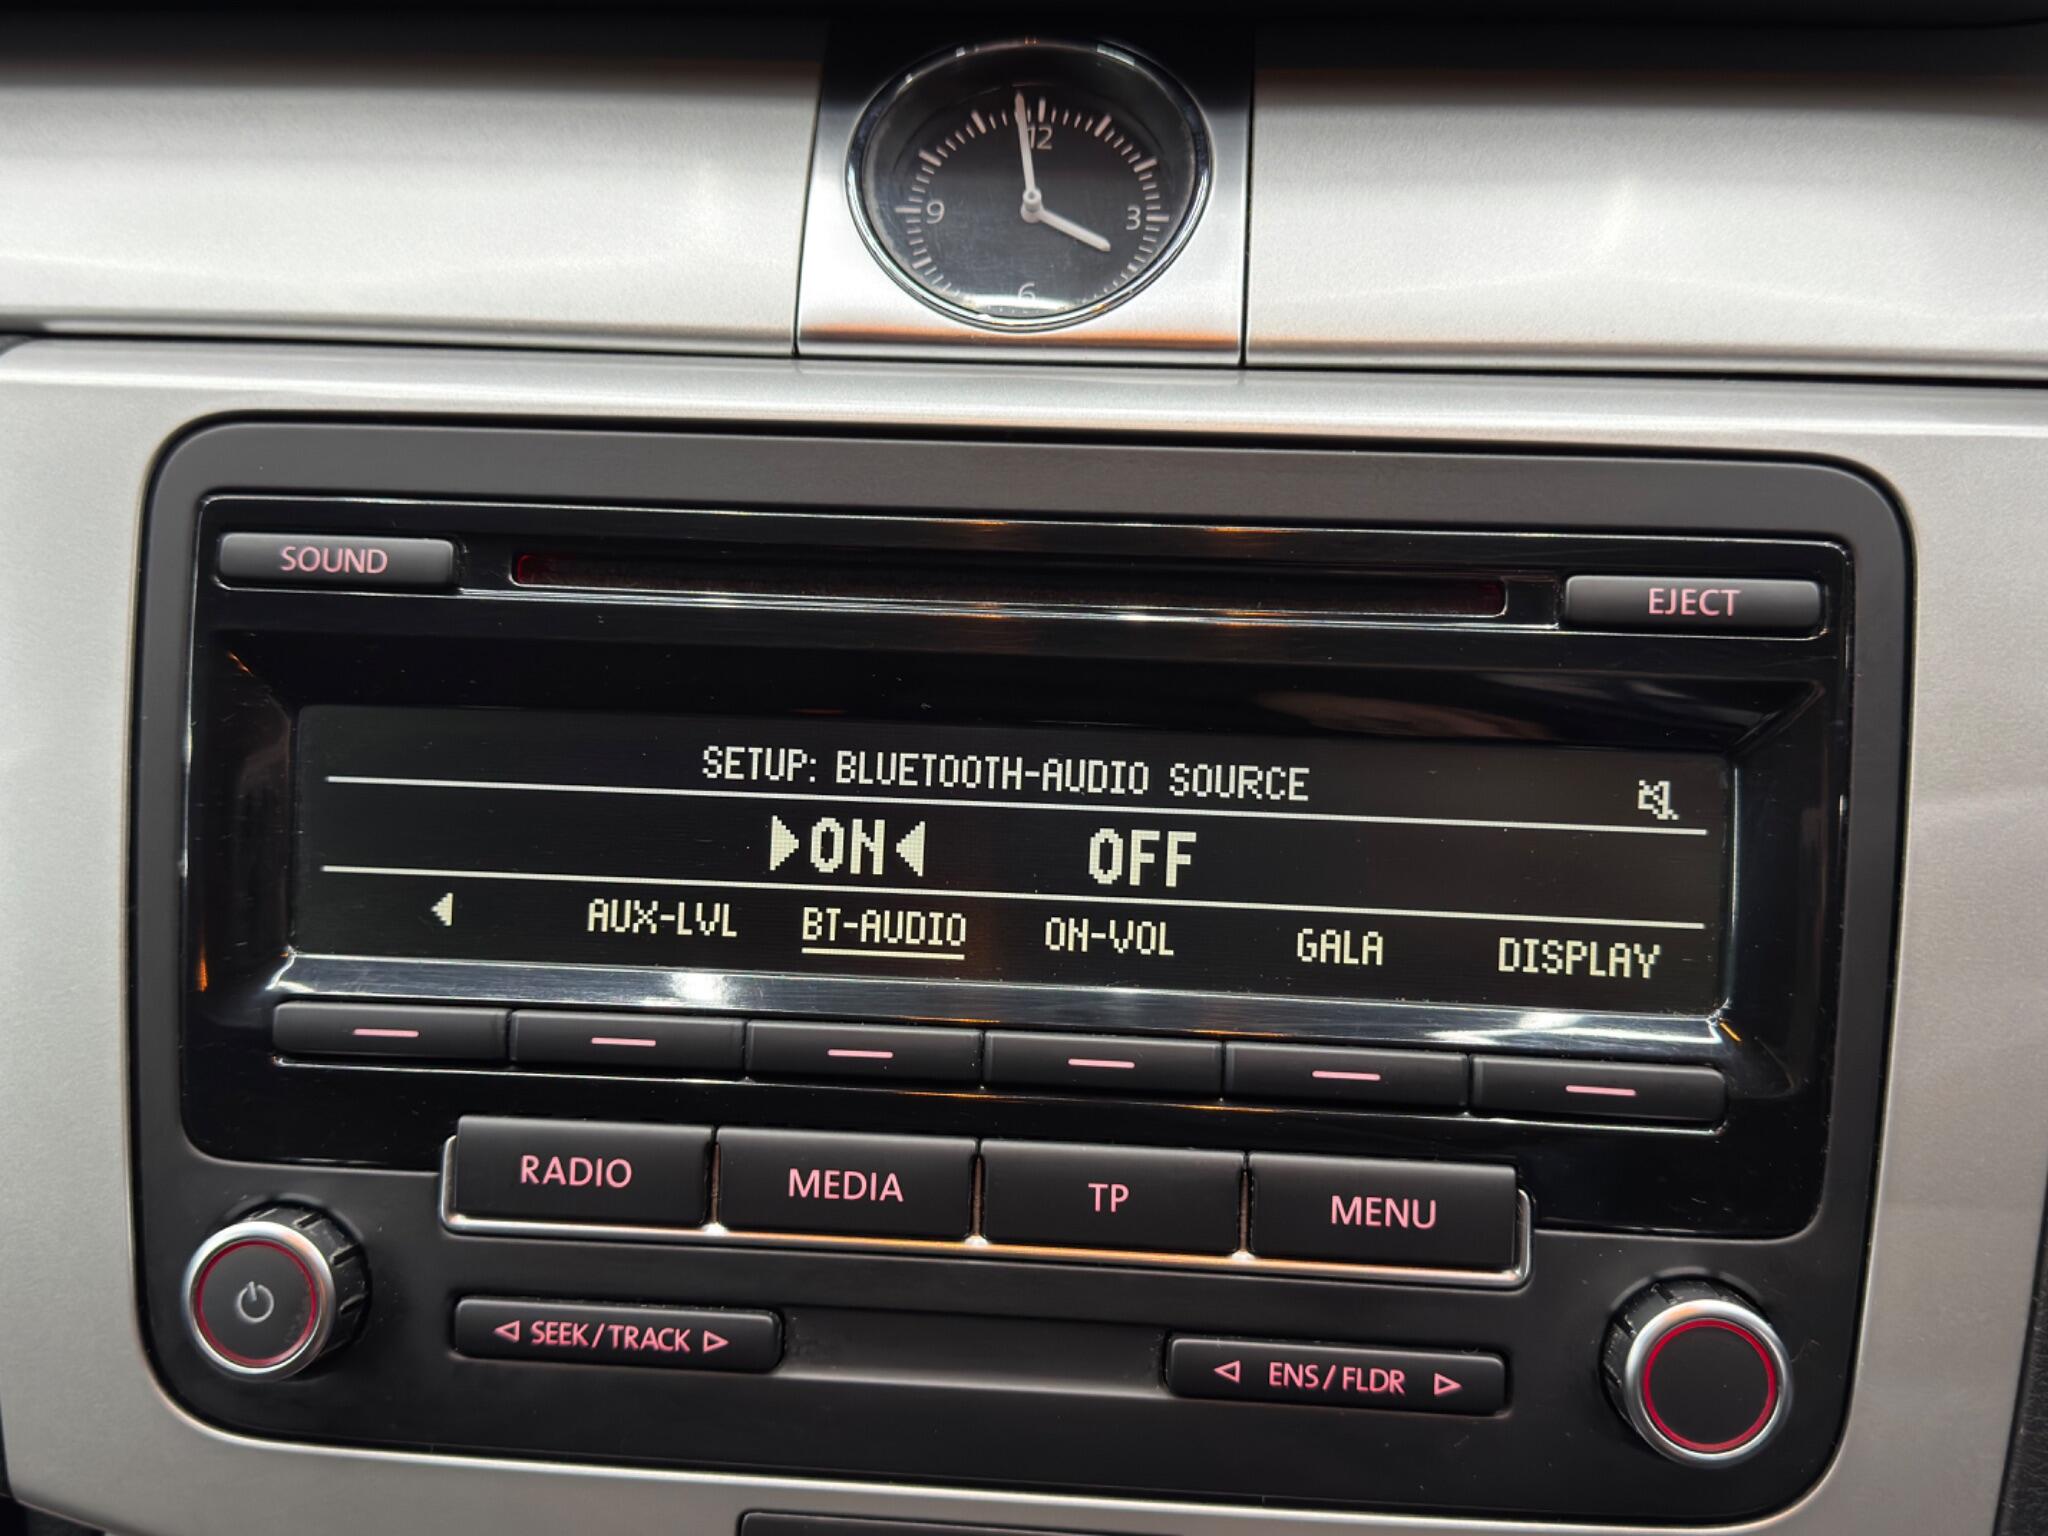 12
9 3
6
SOUND
EJECT
SETUP: BLUETOOTH-AUDIO SOURCE
ON OFF
AUX-LVL BT-AUDIO ON-VOL GALA DISPLAY
RADIO MEDIA TP MENU
SEEK/TRACK
ENS/FLDR